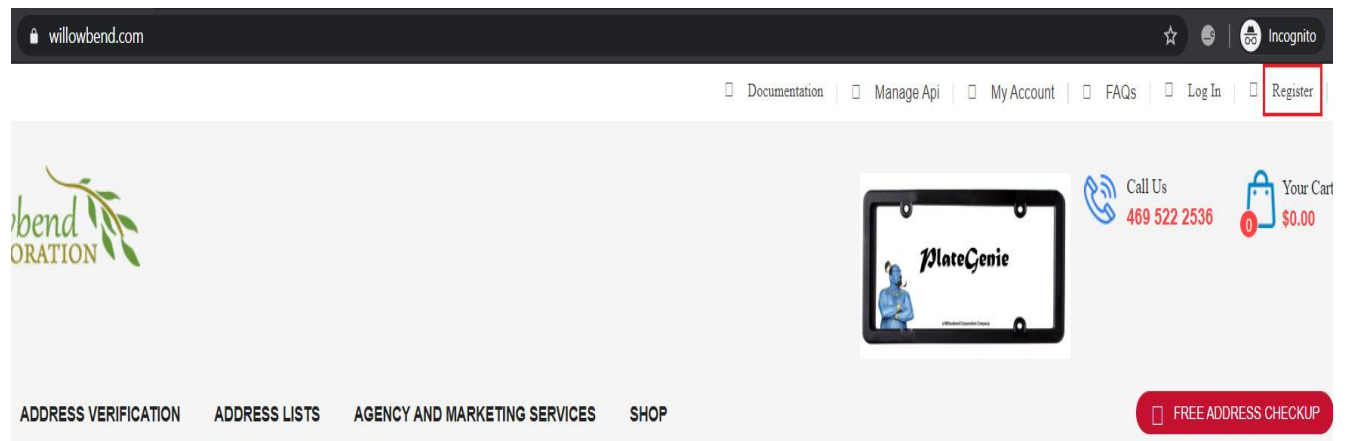 willowbend.com
Incognito
Documentation
Manage Api
My Account
FAQs
Log In
Register
bend
ORATION
PlateGenie
Call Us
469 522 2536
Your Cart
0
$0.00
ADDRESS VERIFICATION
ADDRESS LISTS
AGENCY AND MARKETING SERVICES
SHOP
FREE ADDRESS CHECKUP